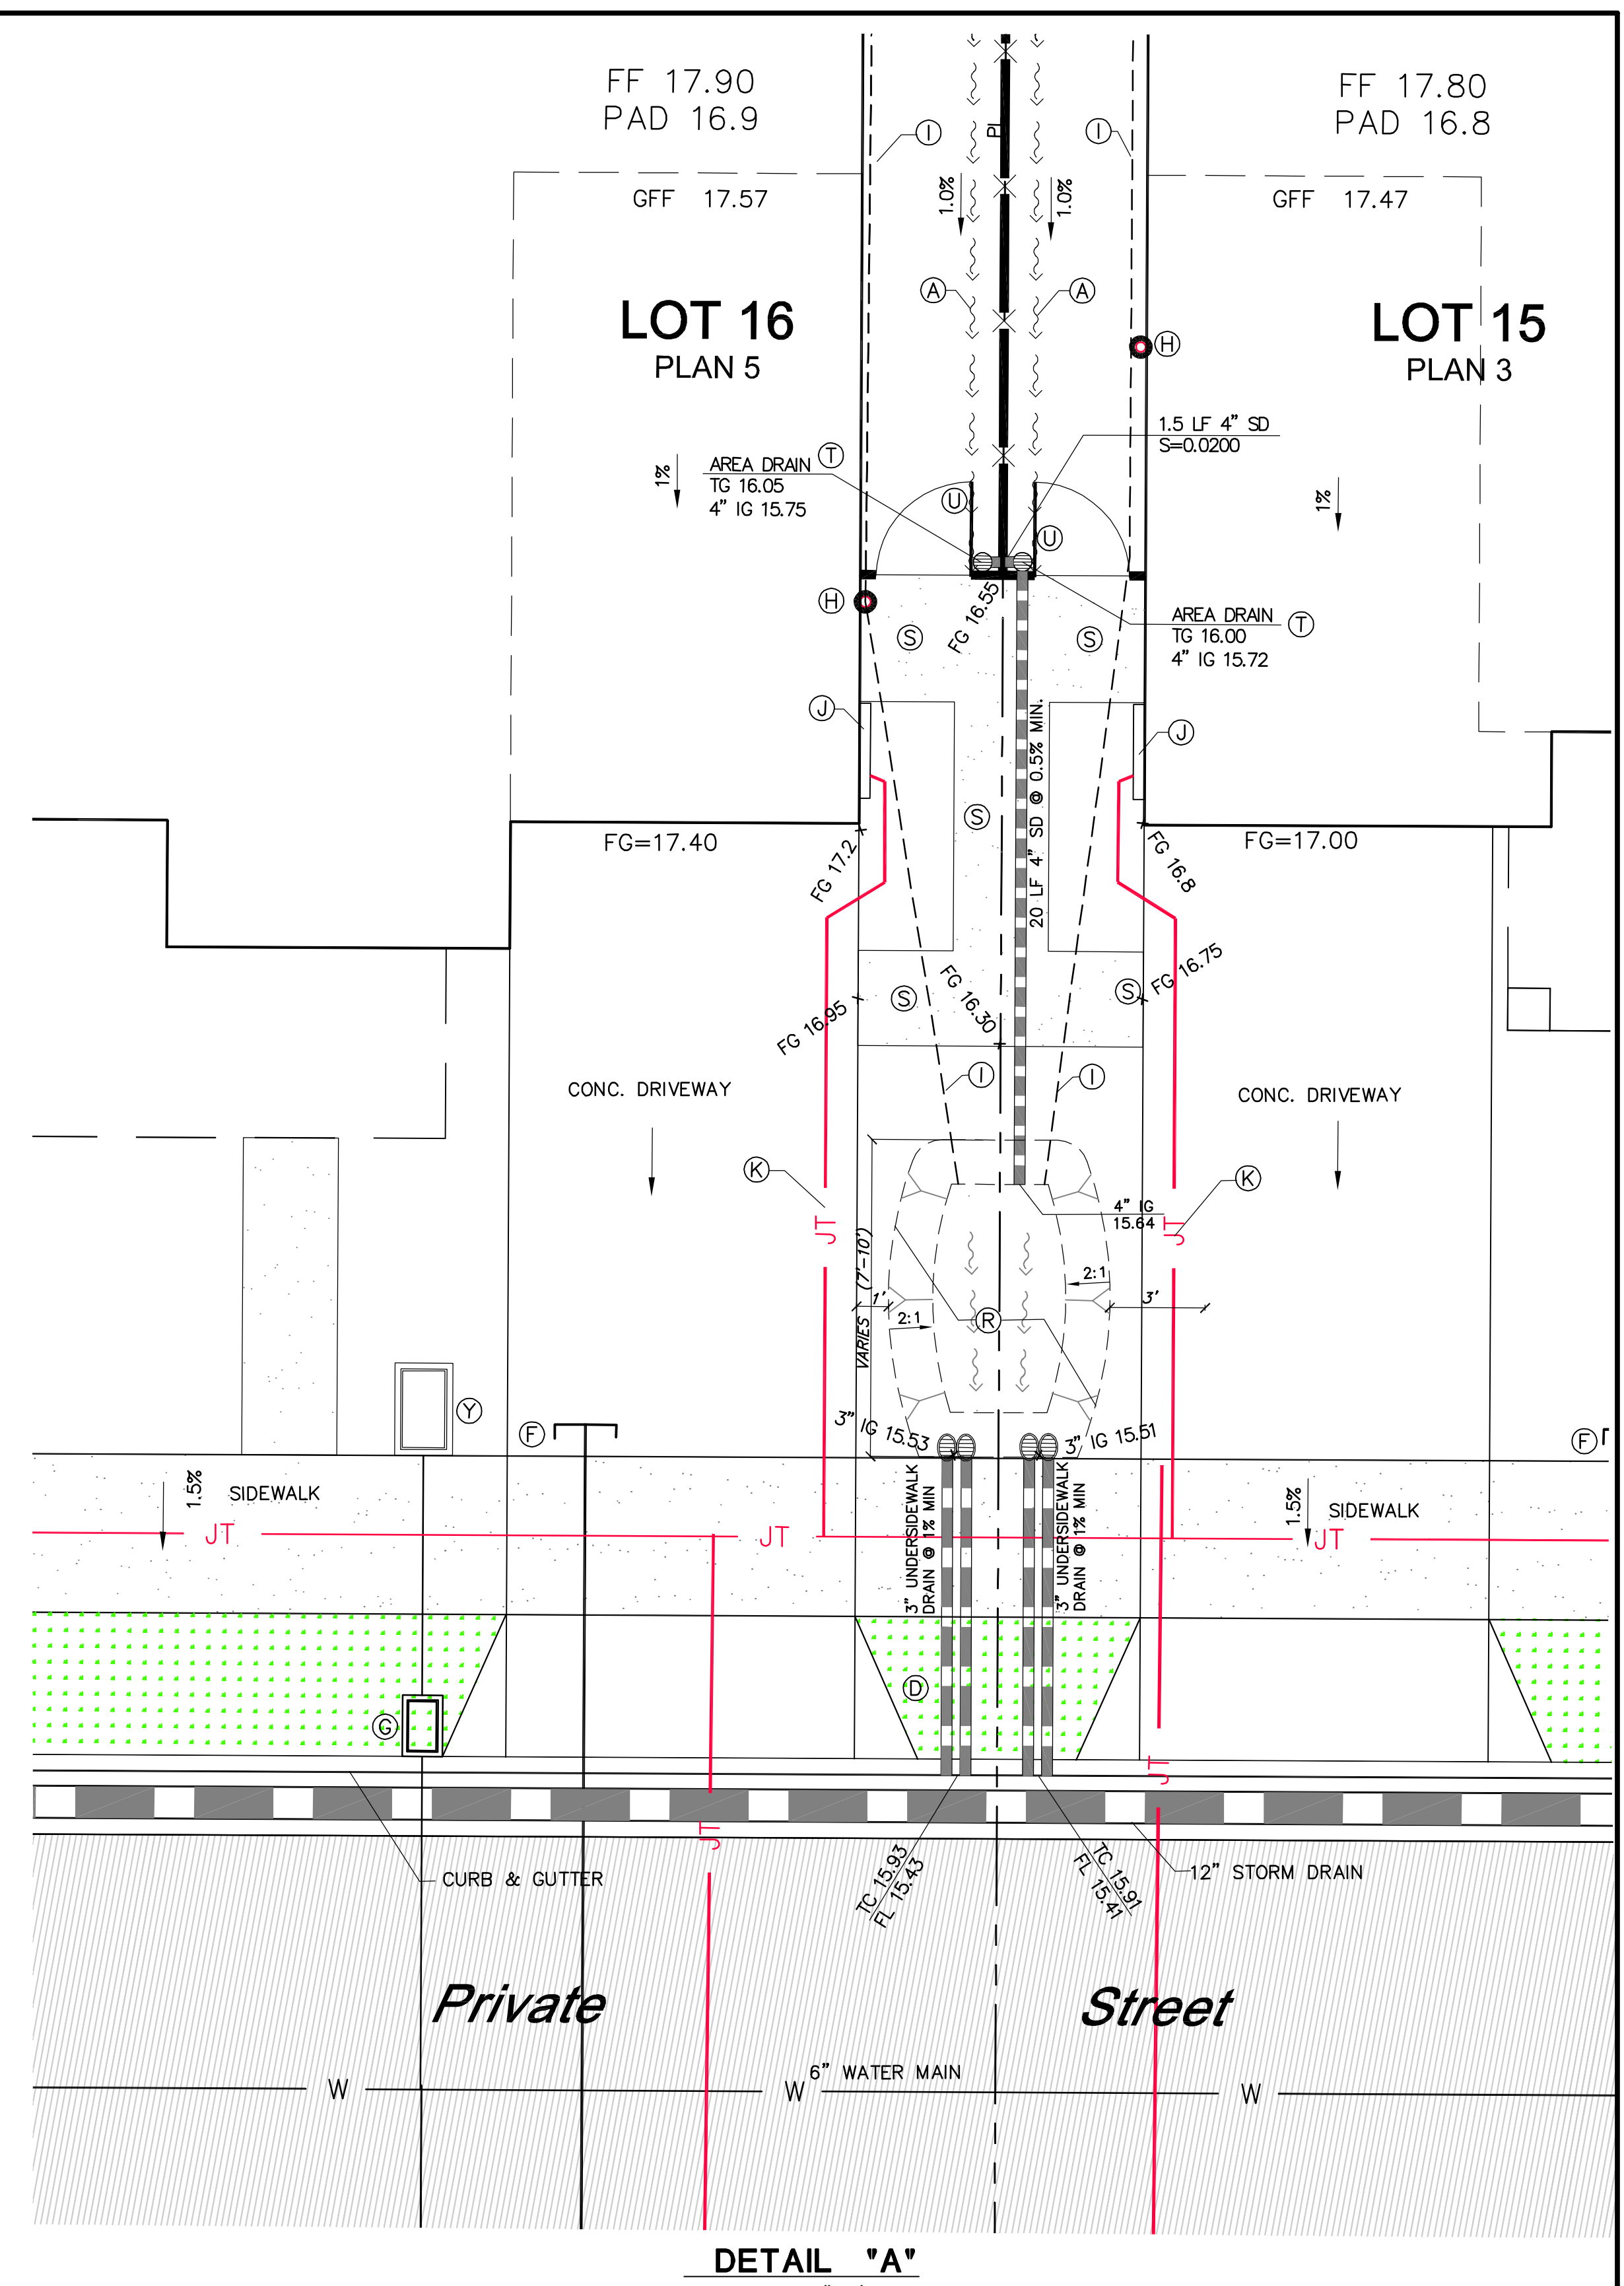 FF 17.90
PAD 16.9
FF 17.80
PAD 16.8
I
PL
I
GFF 17.57
1.0%
1.0%
GFF 17.47
A
A
LOT 16
PLAN 5
LOT 15
PLAN 3
H
1.5 LF 4" SD
S=0.0200
1%
AREA DRAIN T
TG 16.05
4" IG 15.75
U
U
1%
H
FG 16.55
S
S
AREA DRAIN T
TG 16.00
4" IG 15.72
J
J
20 LF 4" SD @ 0.5% MIN.
S
FG=17.40
FG 17.2
FG 16.8
FG=17.00
FG 16.95
S
FG 16.30
S
FG 16.75
CONC. DRIVEWAY
I
I
CONC. DRIVEWAY
K
K
JT
4" IG
15.64
JT
VARIES (7'-10')
1'
2:1
R
2:1
3'
Y
F
3" IG 15.53
3" IG 15.51
F
1.5%
SIDEWALK
3" UNDERSIDEWALK
DRAIN @ 1% MIN
3" UNDERSIDEWALK
DRAIN @ 1% MIN
1.5%
SIDEWALK
JT
JT
JT
D
G
JT
JT
CURB & GUTTER
TC 15.93
FL 15.43
TC 15.91
FL 15.41
12" STORM DRAIN
Private Street
6" WATER MAIN
W
W
W
DETAIL "A"